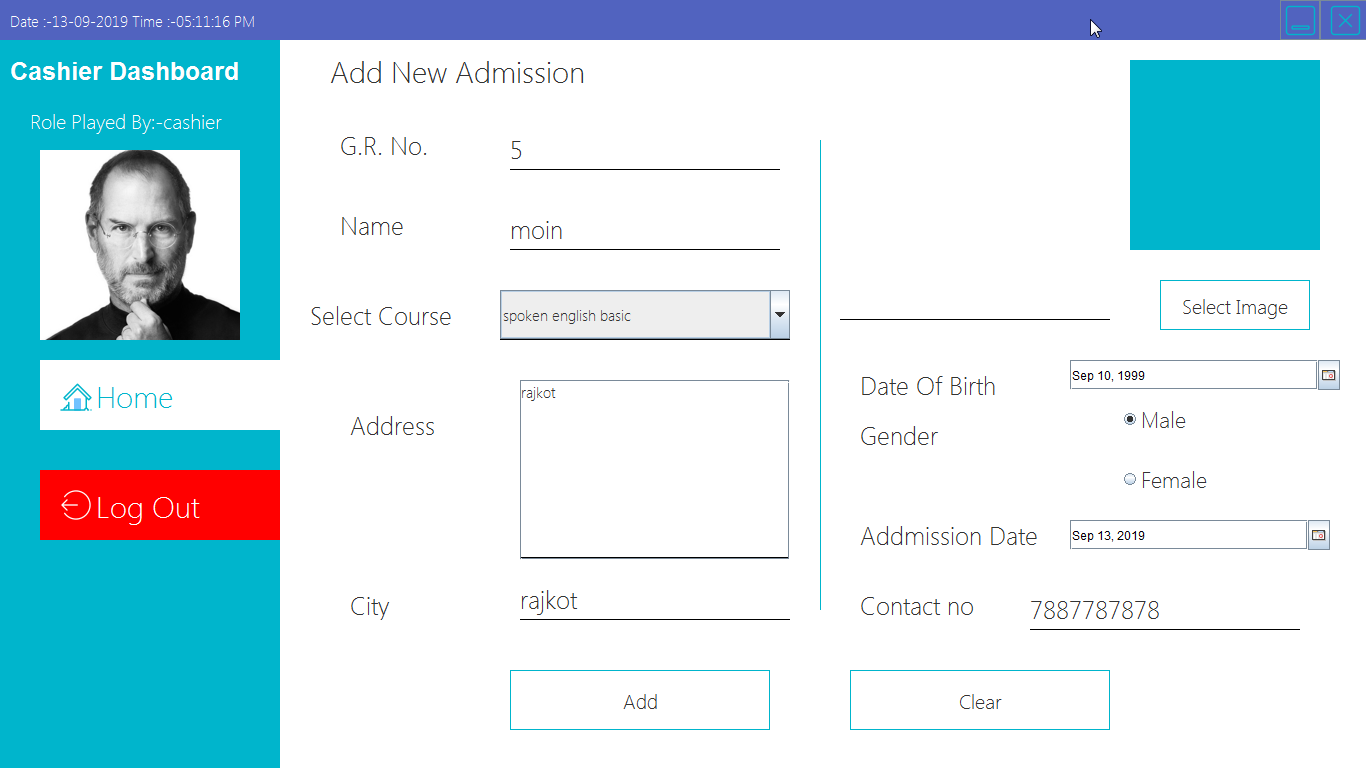 Date :-13-09-2019 Time :-05:11:16 PM
Cashier Dashboard
Role Played By:-cashier
Home
Log Out
Add New Admission
G.R. No.
5
Name
moin
Select Course
spoken english basic
Address
rajkot
City
rajkot
Select Image
Date Of Birth
Sep 10, 1999
Gender
Male
Female
Addmission Date
Sep 13, 2019
Contact no
7887787878
Add
Clear